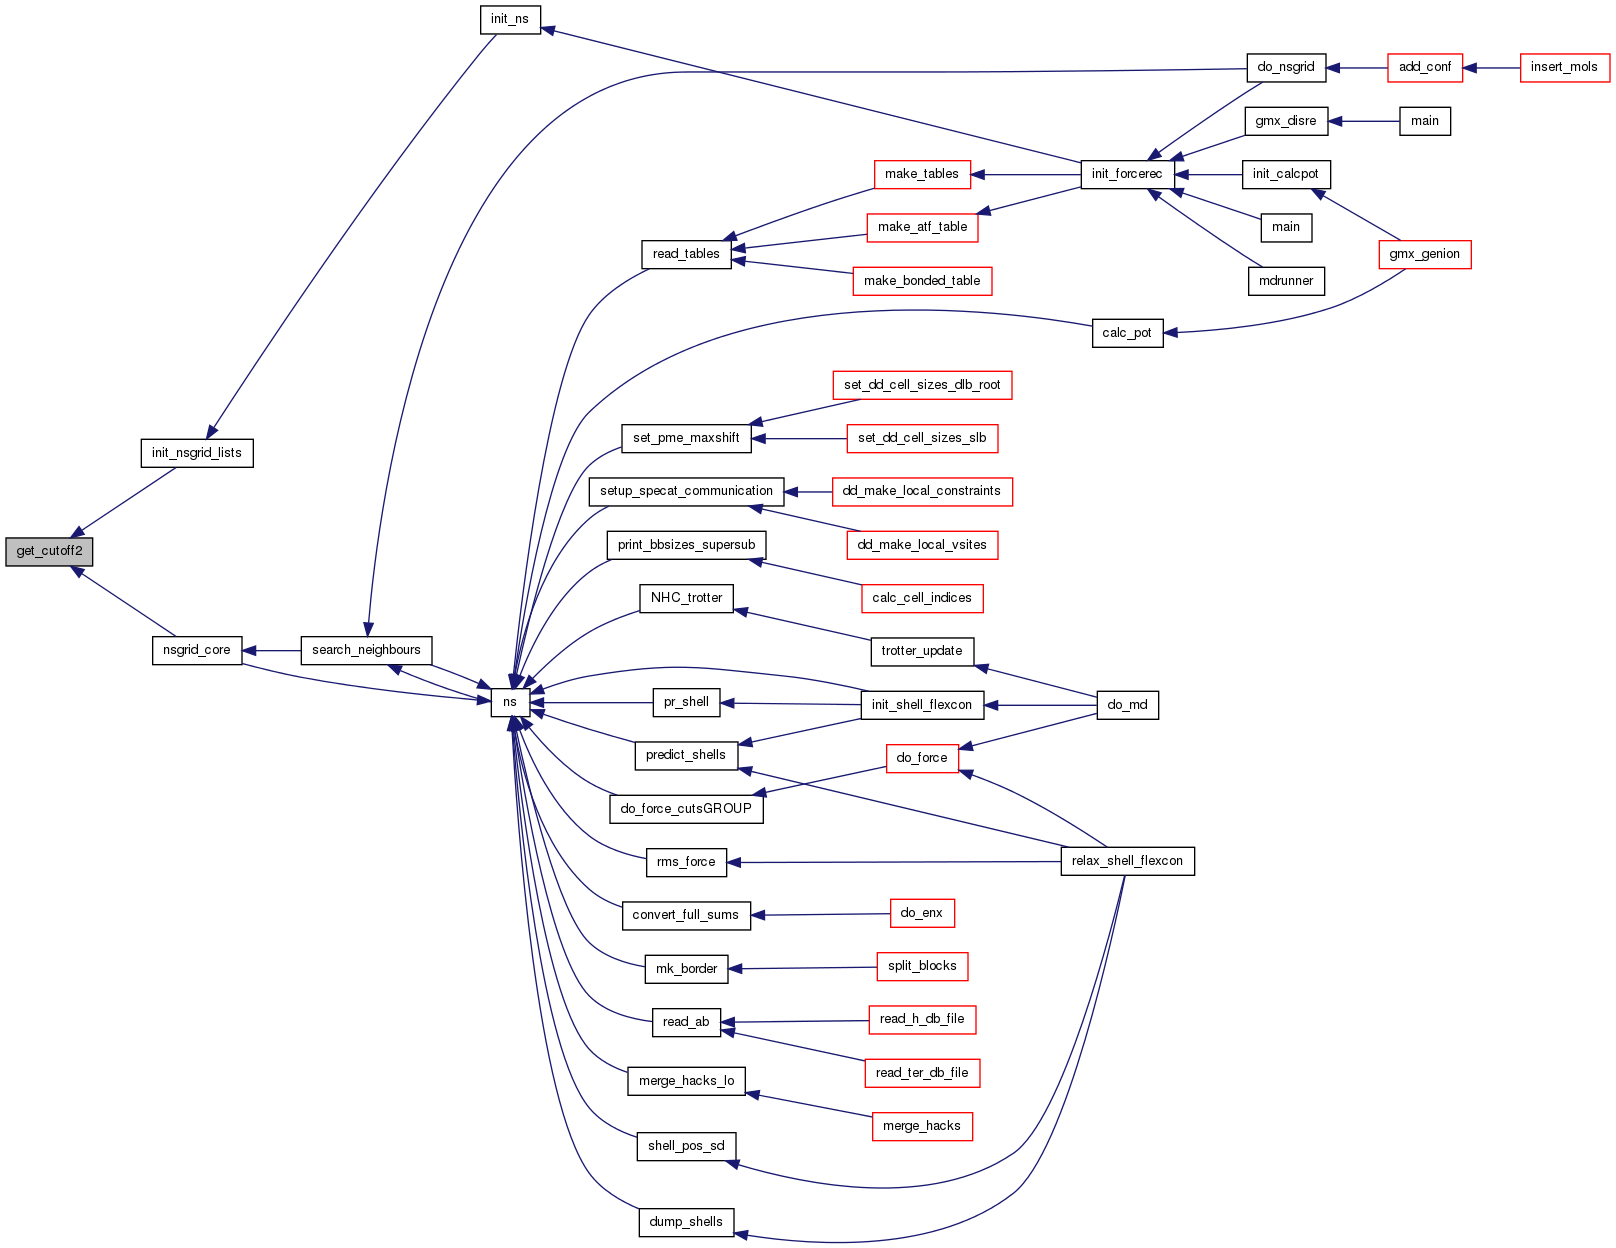 init_ns
do_nsgrid
add_conf
insert_mols
gmx_disre
main
make_tables
init_forcerec
init_calcpot
make_atf_table
main
read_tables
gmx_genion
make_bonded_table
mdrunner
calc_pot
set_dd_cell_sizes_dlb_root
set_pme_maxshift
set_dd_cell_sizes_slb
init_nsgrid_lists
setup_specat_communication
dd_make_local_constraints
get_cutoff2
print_bbsizes_supersub
dd_make_local_vsites
NHC_trotter
calc_cell_indices
nsgrid_core
search_neighbours
trotter_update
ns
pr_shell
init_shell_flexcon
do_md
predict_shells
do_force
do_force_cutsGROUP
rms_force
relax_shell_flexcon
convert_full_sums
do_enx
mk_border
split_blocks
read_ab
read_h_db_file
merge_hacks_lo
read_ter_db_file
shell_pos_sd
merge_hacks
dump_shells